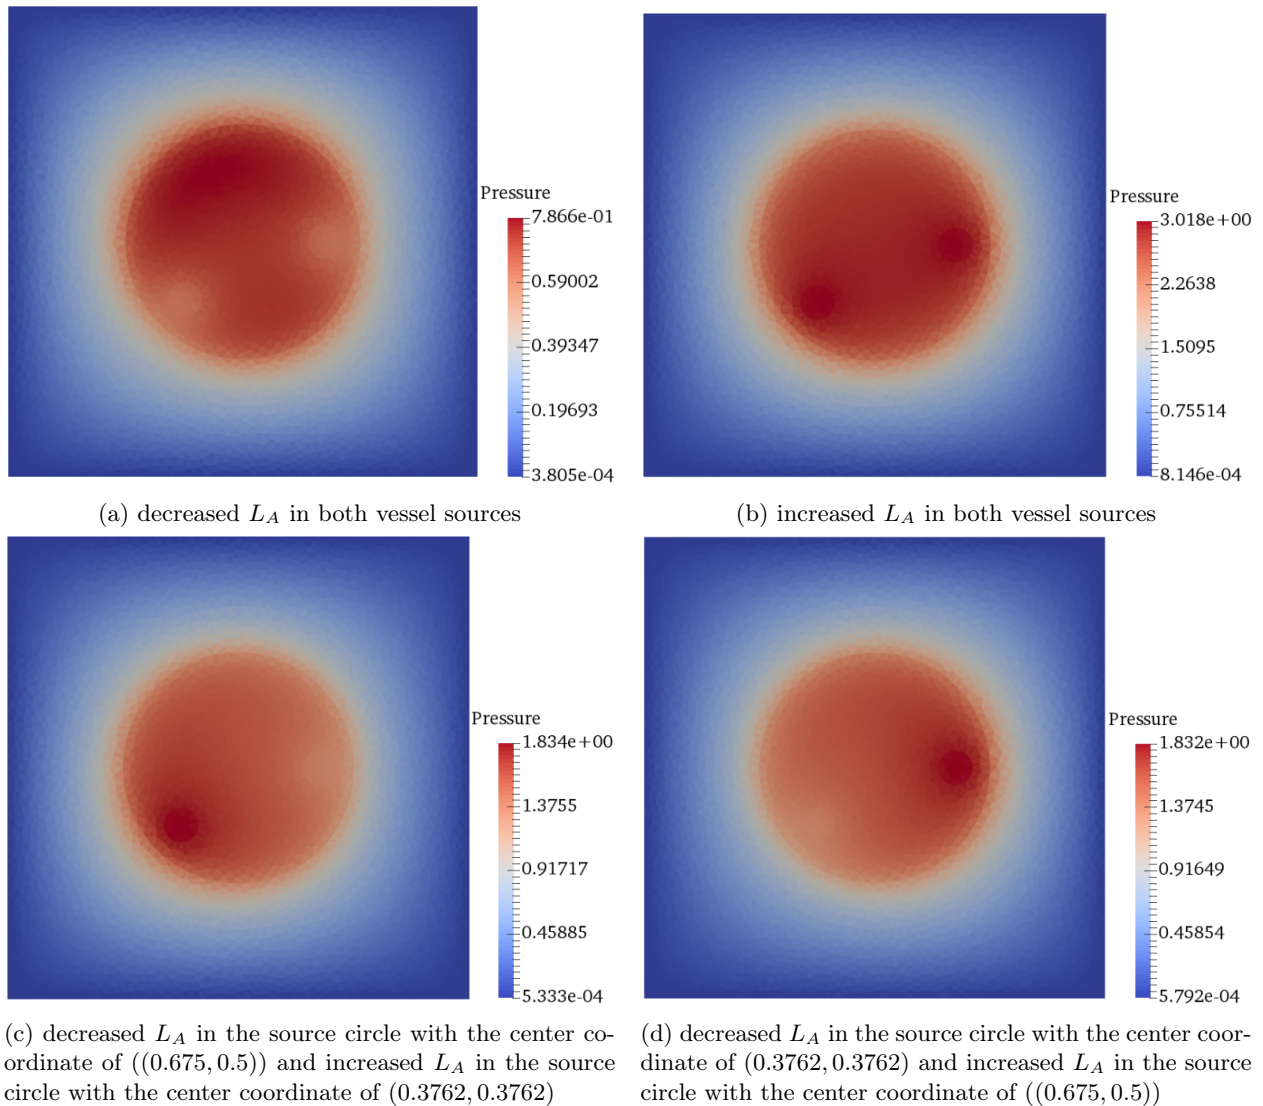 Pressure
7.866e-01
0.59002
0.39347
0.19693
3.805e-04
(a) decreased L_A in both vessel sources
Pressure
3.018e+00
2.2638
1.5095
0.75514
8.146e-04
(b) increased L_A in both vessel sources
Pressure
1.834e+00
1.3755
0.91717
0.45885
5.333e-04
(c) decreased L_A in the source circle with the center co-
ordinate of ((0.675, 0.5)) and increased L_A in the source
circle with the center coordinate of (0.3762, 0.3762)
Pressure
1.832e+00
1.3745
0.91649
0.45854
5.792e-04
(d) decreased L_A in the source circle with the center coor-
dinate of (0.3762, 0.3762) and increased L_A in the source
circle with the center coordinate of ((0.675, 0.5))